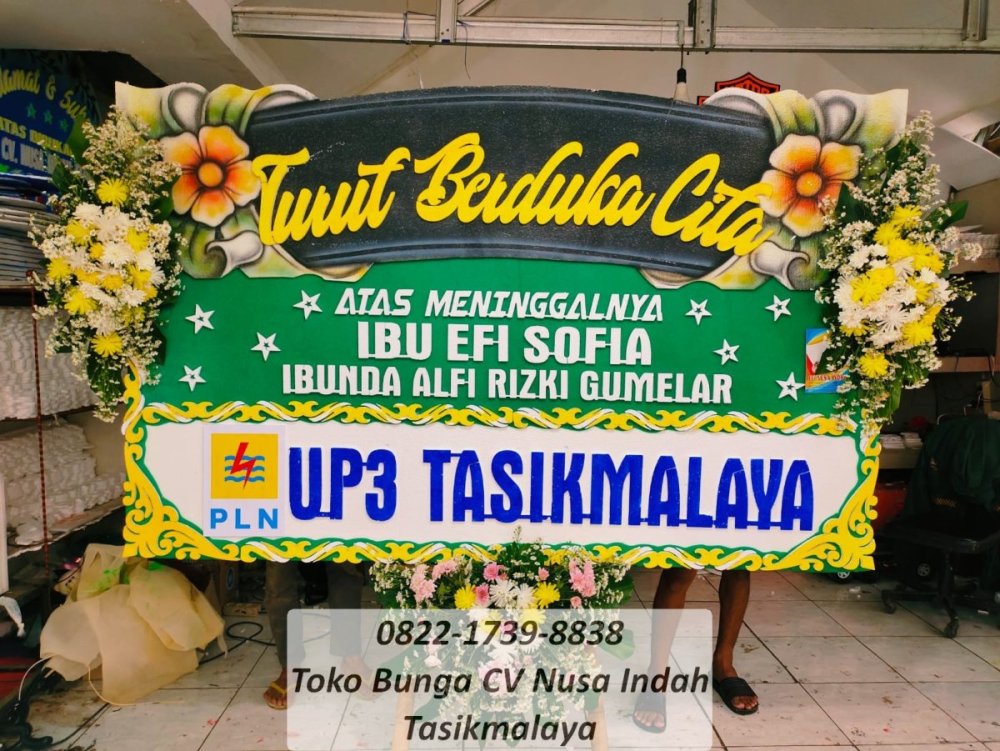 Turut Berduka Cita
ATAS MENINGGALNYA
IBU EFI SOFIA
IBUNDA ALFI RIZKI GUMELAR
PLN
UP3 TASIKMALAYA
0822-1739-8838
Toko Bunga CV Nusa Indah
Tasikmalaya